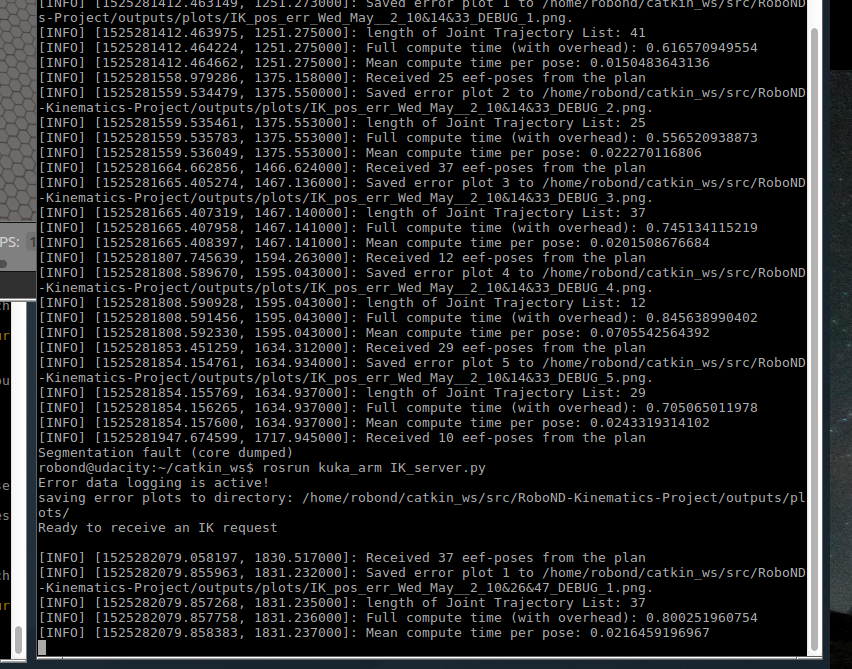 [INFO] [1525281412.463149, 1251.273000]: Saved error plot 1 to /home/robond/catkin_ws/src/RoboND
s-Project/outputs/plots/IK_pos_err_Wed_May__2_10&14&33_DEBUG_1.png.
[INFO] [1525281412.463975, 1251.275000]: length of Joint Trajectory List: 41
[INFO] [1525281412.464224, 1251.275000]: Full compute time (with overhead): 0.616570949554
[INFO] [1525281412.464662, 1251.275000]: Mean compute time per pose: 0.0150483643136
[INFO] [1525281558.979286, 1375.158000]: Received 25 eef-poses from the plan
[INFO] [1525281559.534479, 1375.550000]: Saved error plot 2 to /home/robond/catkin_ws/src/RoboND
-Kinematics-Project/outputs/plots/IK_pos_err_Wed_May__2_10&14&33_DEBUG_2.png.
[INFO] [1525281559.535461, 1375.553000]: length of Joint Trajectory List: 25
[INFO] [1525281559.535783, 1375.553000]: Full compute time (with overhead): 0.556520938873
[INFO] [1525281559.536049, 1375.553000]: Mean compute time per pose: 0.022270116806
[INFO] [1525281664.662856, 1466.624000]: Received 37 eef-poses from the plan
[INFO] [1525281665.405274, 1467.136000]: Saved error plot 3 to /home/robond/catkin_ws/src/RoboND
-Kinematics-Project/outputs/plots/IK_pos_err_Wed_May__2_10&14&33_DEBUG_3.png.
[INFO] [1525281665.407319, 1467.140000]: length of Joint Trajectory List: 37
[INFO] [1525281665.407958, 1467.141000]: Full compute time (with overhead): 0.745134115219
[INFO] [1525281665.408397, 1467.141000]: Mean compute time per pose: 0.0201508676684
[INFO] [1525281807.745639, 1594.263000]: Received 12 eef-poses from the plan
[INFO] [1525281808.589670, 1595.043000]: Saved error plot 4 to /home/robond/catkin_ws/src/RoboND
-Kinematics-Project/outputs/plots/IK_pos_err_Wed_May__2_10&14&33_DEBUG_4.png.
[INFO] [1525281808.590928, 1595.043000]: length of Joint Trajectory List: 12
[INFO] [1525281808.591456, 1595.043000]: Full compute time (with overhead): 0.845638990402
[INFO] [1525281808.592330, 1595.043000]: Mean compute time per pose: 0.0705542564392
[INFO] [1525281853.451259, 1634.312000]: Received 29 eef-poses from the plan
[INFO] [1525281854.154761, 1634.934000]: Saved error plot 5 to /home/robond/catkin_ws/src/RoboND
-Kinematics-Project/outputs/plots/IK_pos_err_Wed_May__2_10&14&33_DEBUG_5.png.
[INFO] [1525281854.155769, 1634.937000]: length of Joint Trajectory List: 29
[INFO] [1525281854.156265, 1634.937000]: Full compute time (with overhead): 0.705065011978
[INFO] [1525281854.157600, 1634.937000]: Mean compute time per pose: 0.0243319314102
[INFO] [1525281947.674599, 1717.945000]: Received 10 eef-poses from the plan
Segmentation fault (core dumped)
robond@udacity:~/catkin_ws$ rosrun kuka_arm IK_server.py
Error data logging is active!
saving error plots to directory: /home/robond/catkin_ws/src/RoboND-Kinematics-Project/outputs/pl
ots/
Ready to receive an IK request
[INFO] [1525282079.058197, 1830.517000]: Received 37 eef-poses from the plan
[INFO] [1525282079.855963, 1831.232000]: Saved error plot 1 to /home/robond/catkin_ws/src/RoboND
-Kinematics-Project/outputs/plots/IK_pos_err_Wed_May__2_10&26&47_DEBUG_1.png.
[INFO] [1525282079.857268, 1831.235000]: length of Joint Trajectory List: 37
[INFO] [1525282079.857758, 1831.236000]: Full compute time (with overhead): 0.800251960754
[INFO] [1525282079.858383, 1831.237000]: Mean compute time per pose: 0.0216459196967